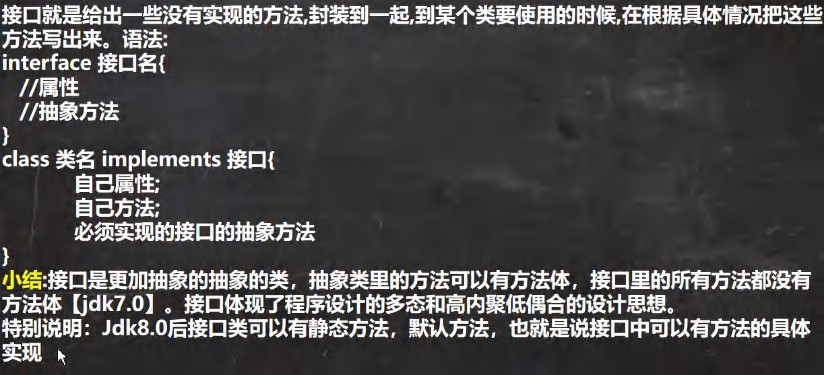 接口就是给出一些没有实现的方法,封装到一起,到某个类要使用的时候,在根据具体情况把这些
方法写出来。语法:
interface 接口名{
//属性
//抽象方法
}
class 类名 implements 接口{
自己属性;
自己方法;
必须实现的接口的抽象方法
}
小结:接口是更加抽象的抽象的类，抽象类里的方法可以有方法体，接口里的所有方法都没有
方法体【jdk7.0】。接口体现了程序设计的多态和高内聚低偶合的设计思想。
特别说明：Jdk8.0后接口类可以有静态方法，默认方法，也就是说接口中可以有方法的具体
实现